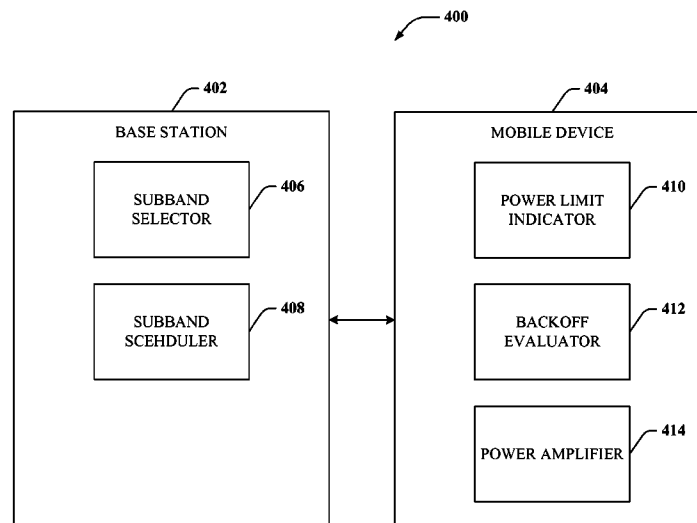 400
402
BASE STATION
SUBBAND
SELECTOR
406
SUBBAND
SCEHDULER
408
404
MOBILE DEVICE
POWER LIMIT
INDICATOR
410
BACKOFF
EVALUATOR
412
POWER AMPLIFIER
414